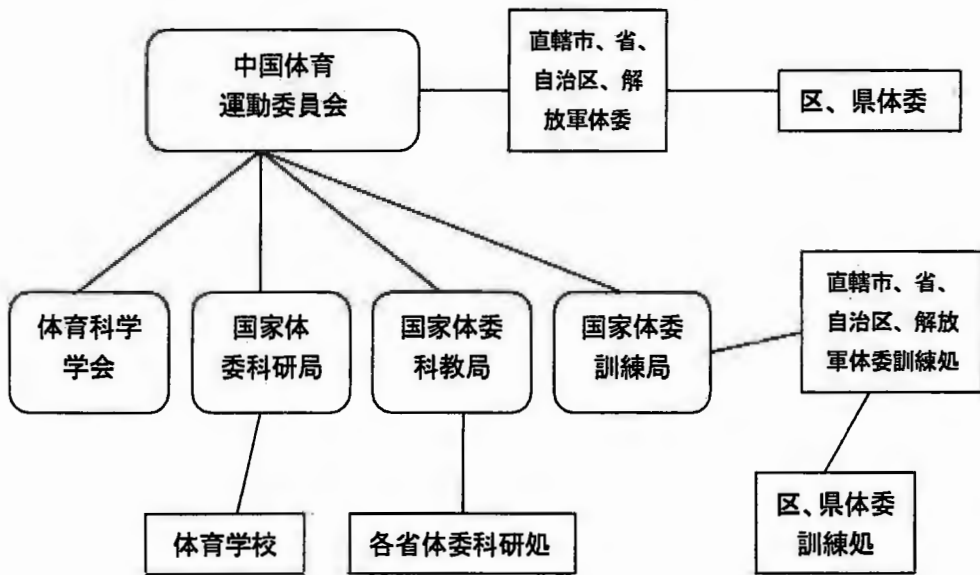 中国体育
運動委員会
直轄市、省、
自治区、解
放軍体委
区、県体委
体育科学
学会
国家体
委科研局
国家体委
科教局
国家体委
訓練局
直轄市、省、
自治区、解放
軍体委訓練処
体育学校
各省体委科研処
区、県体委
訓練処